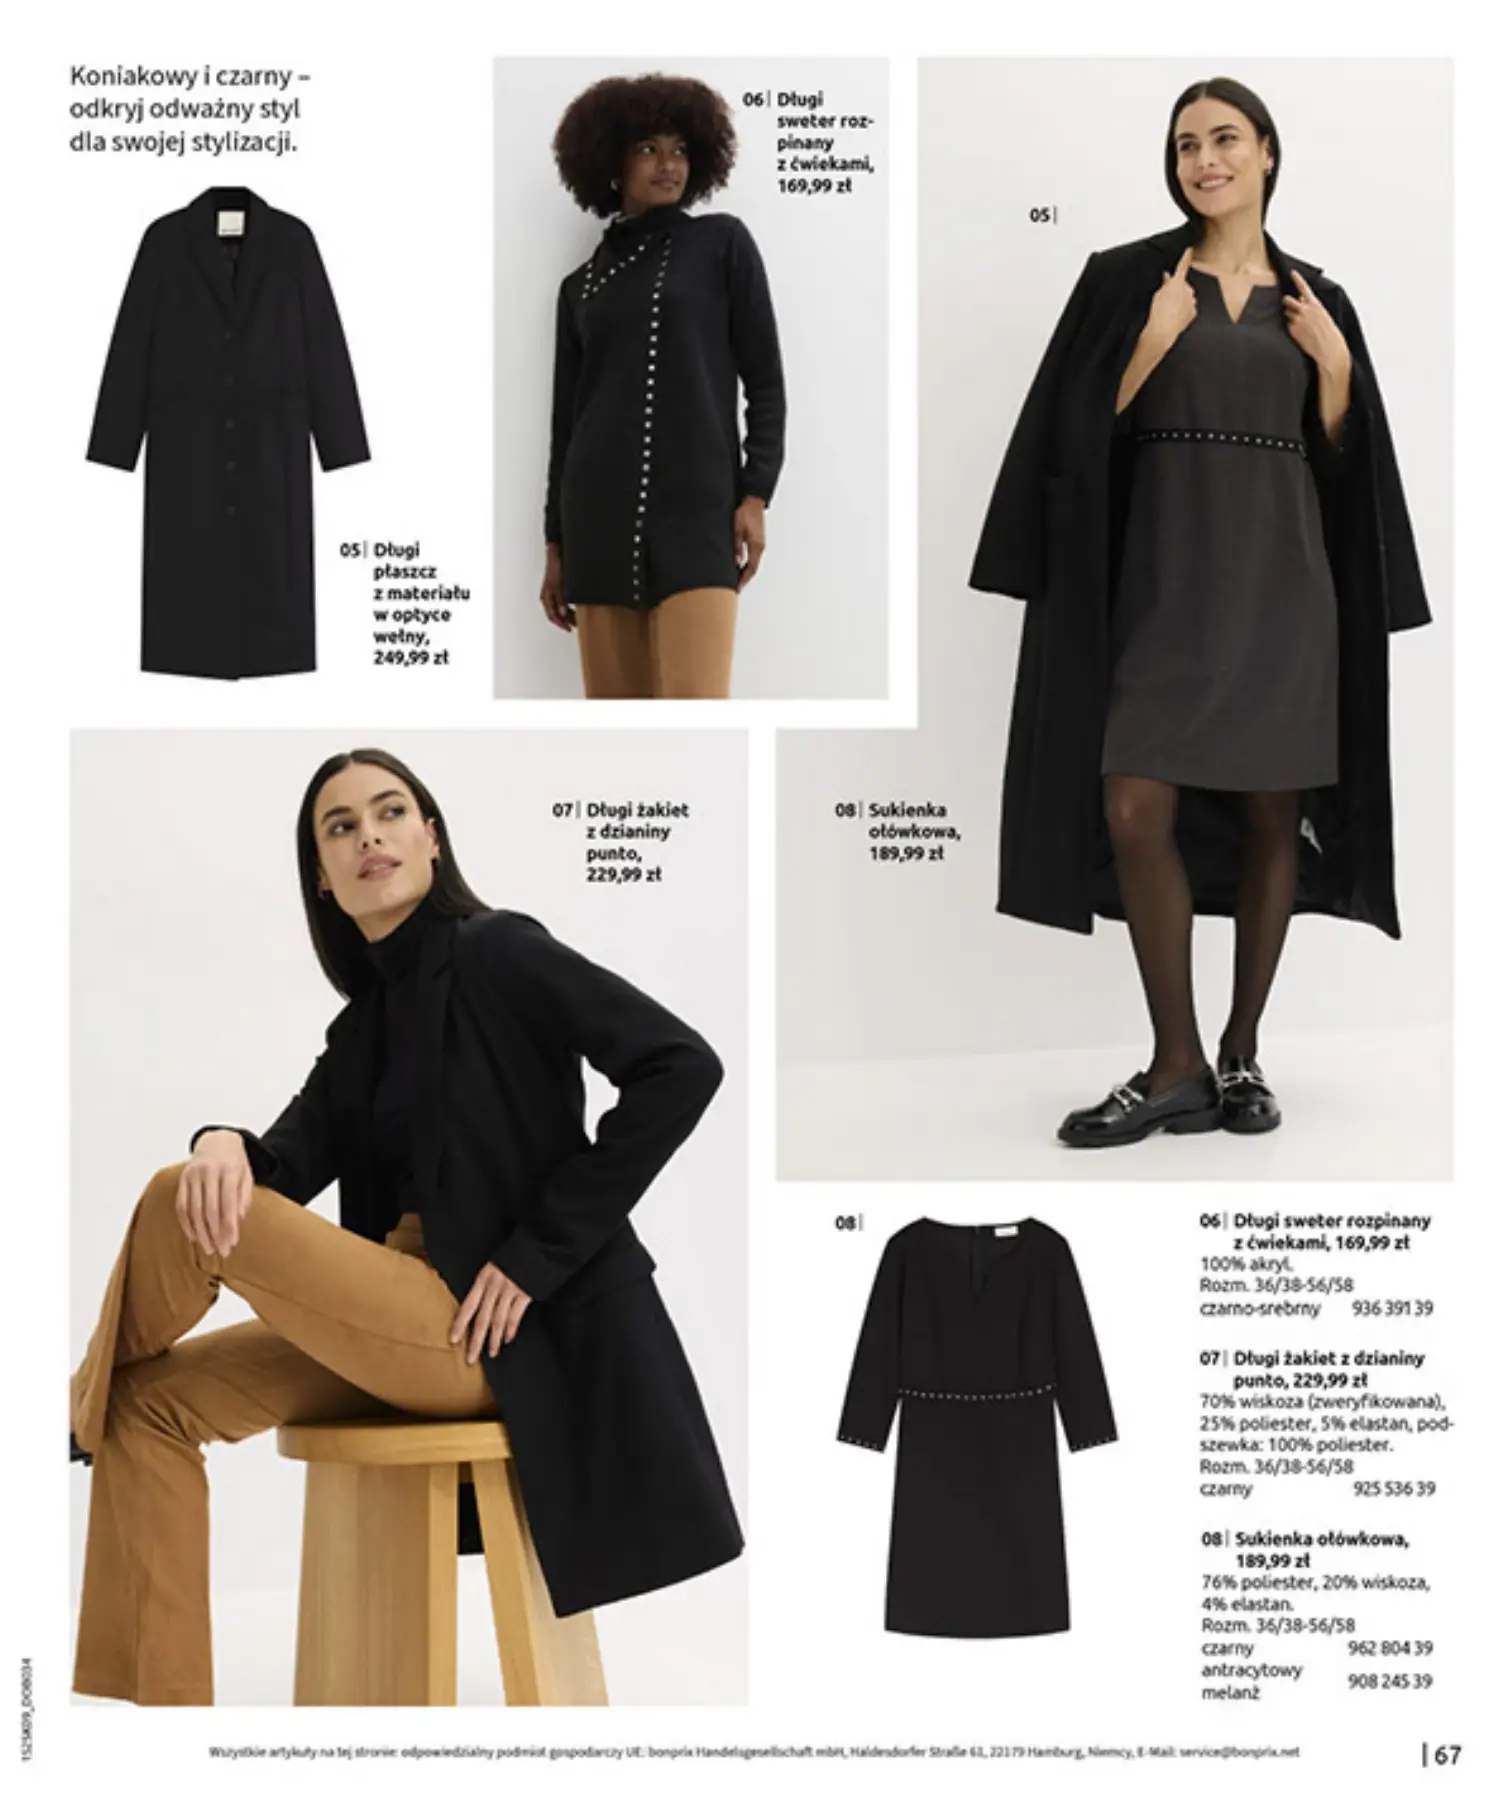 Koniakowy i czarny –
odkryj odważny styl
dla swojej stylizacji.
06| Długi
sweter roz-
pinany
z ćwiekami,
169,99 zł
05|
05| Długi
płaszcz
z materiału
w optyce
wełny,
249,99 zł
07| Długi żakiet
z dzianiny
punto,
229,99 zł
08| Sukienka
ołówkowa,
189,99 zł
08|
06| Długi sweter rozpinany
z ćwiekami, 169,99 zł
100% akryl.
Rozm. 36/38-56/58
czarno-srebrny 936 391 39
07| Długi żakiet z dzianiny
punto, 229,99 zł
70% wiskoza (zweryfikowana),
25% poliester, 5% elastan, pod-
szewka: 100% poliester.
Rozm. 36/38-56/58
czarny 925 536 39
08| Sukienka ołówkowa,
189,99 zł
76% poliester, 20% wiskoza,
4% elastan.
Rozm. 36/38-56/58
czarny 962 804 39
antracytowy
melanż 908 245 39
1525K09_DOB034
Wszystkie artykuły na tej stronie: odpowiedzialny podmiot gospodarczy UE: bonprix Handelsgesellschaft mbH, Haldesdorfer Straße 61, 22179 Hamburg, Niemcy, E-Mail: service@bonprix.net
| 67